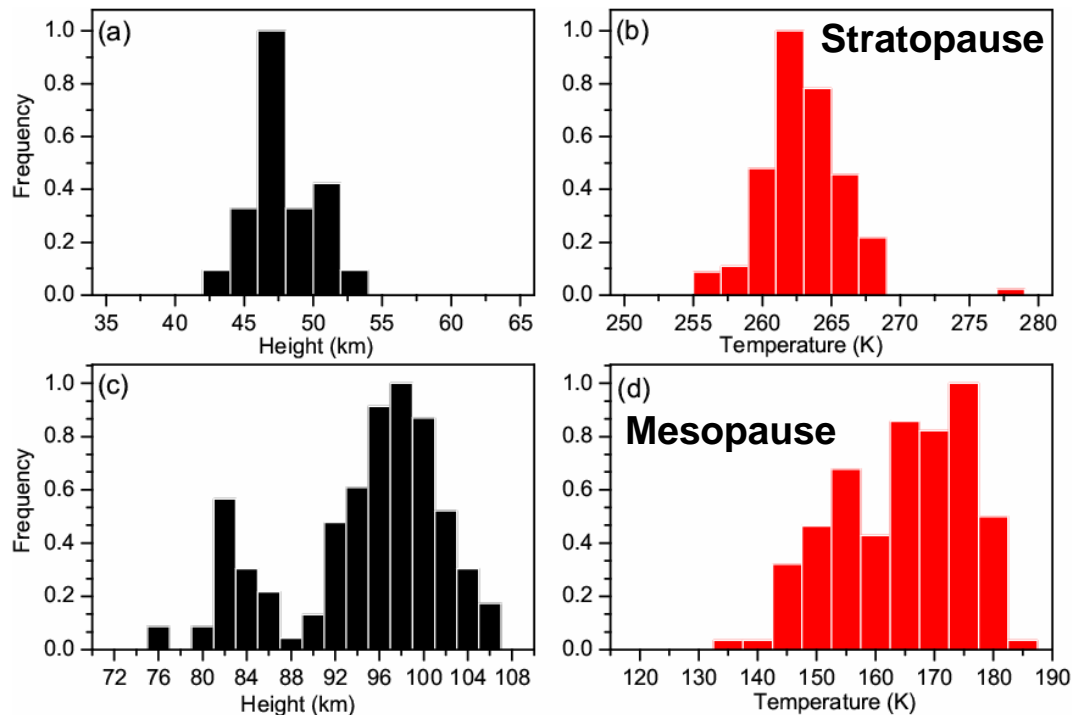 (a)
1.0
0.8
0.6
0.4
0.2
0.0
Frequency
35 40 45 50 55 60 65
Height (km)
(b) Stratopause
1.0
0.8
0.6
0.4
0.2
0.0
250 255 260 265 270 275 280
Temperature (K)
(c)
1.0
0.8
0.6
0.4
0.2
0.0
Frequency
72 76 80 84 88 92 96 100 104 108
Height (km)
(d)
Mesopause
1.0
0.8
0.6
0.4
0.2
0.0
120 130 140 150 160 170 180 190
Temperature (K)